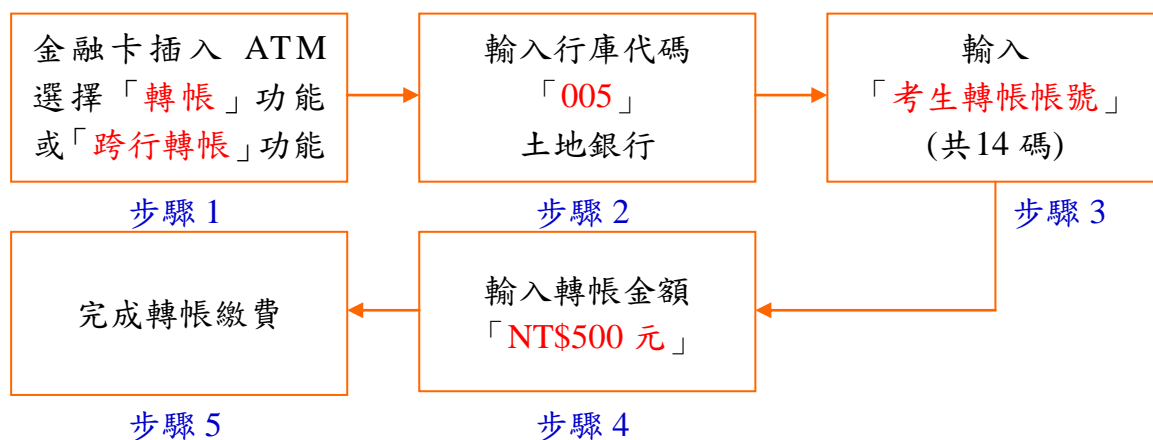 金融卡插入 ATM
選擇「轉帳」功能
或「跨行轉帳」功能
步驟 1
輸入行庫代碼
「005」
土地銀行
步驟 2
輸入
「考生轉帳帳號」
(共14 碼)
步驟 3
輸入轉帳金額
「NT$500 元」
步驟 4
完成轉帳繳費
步驟 5